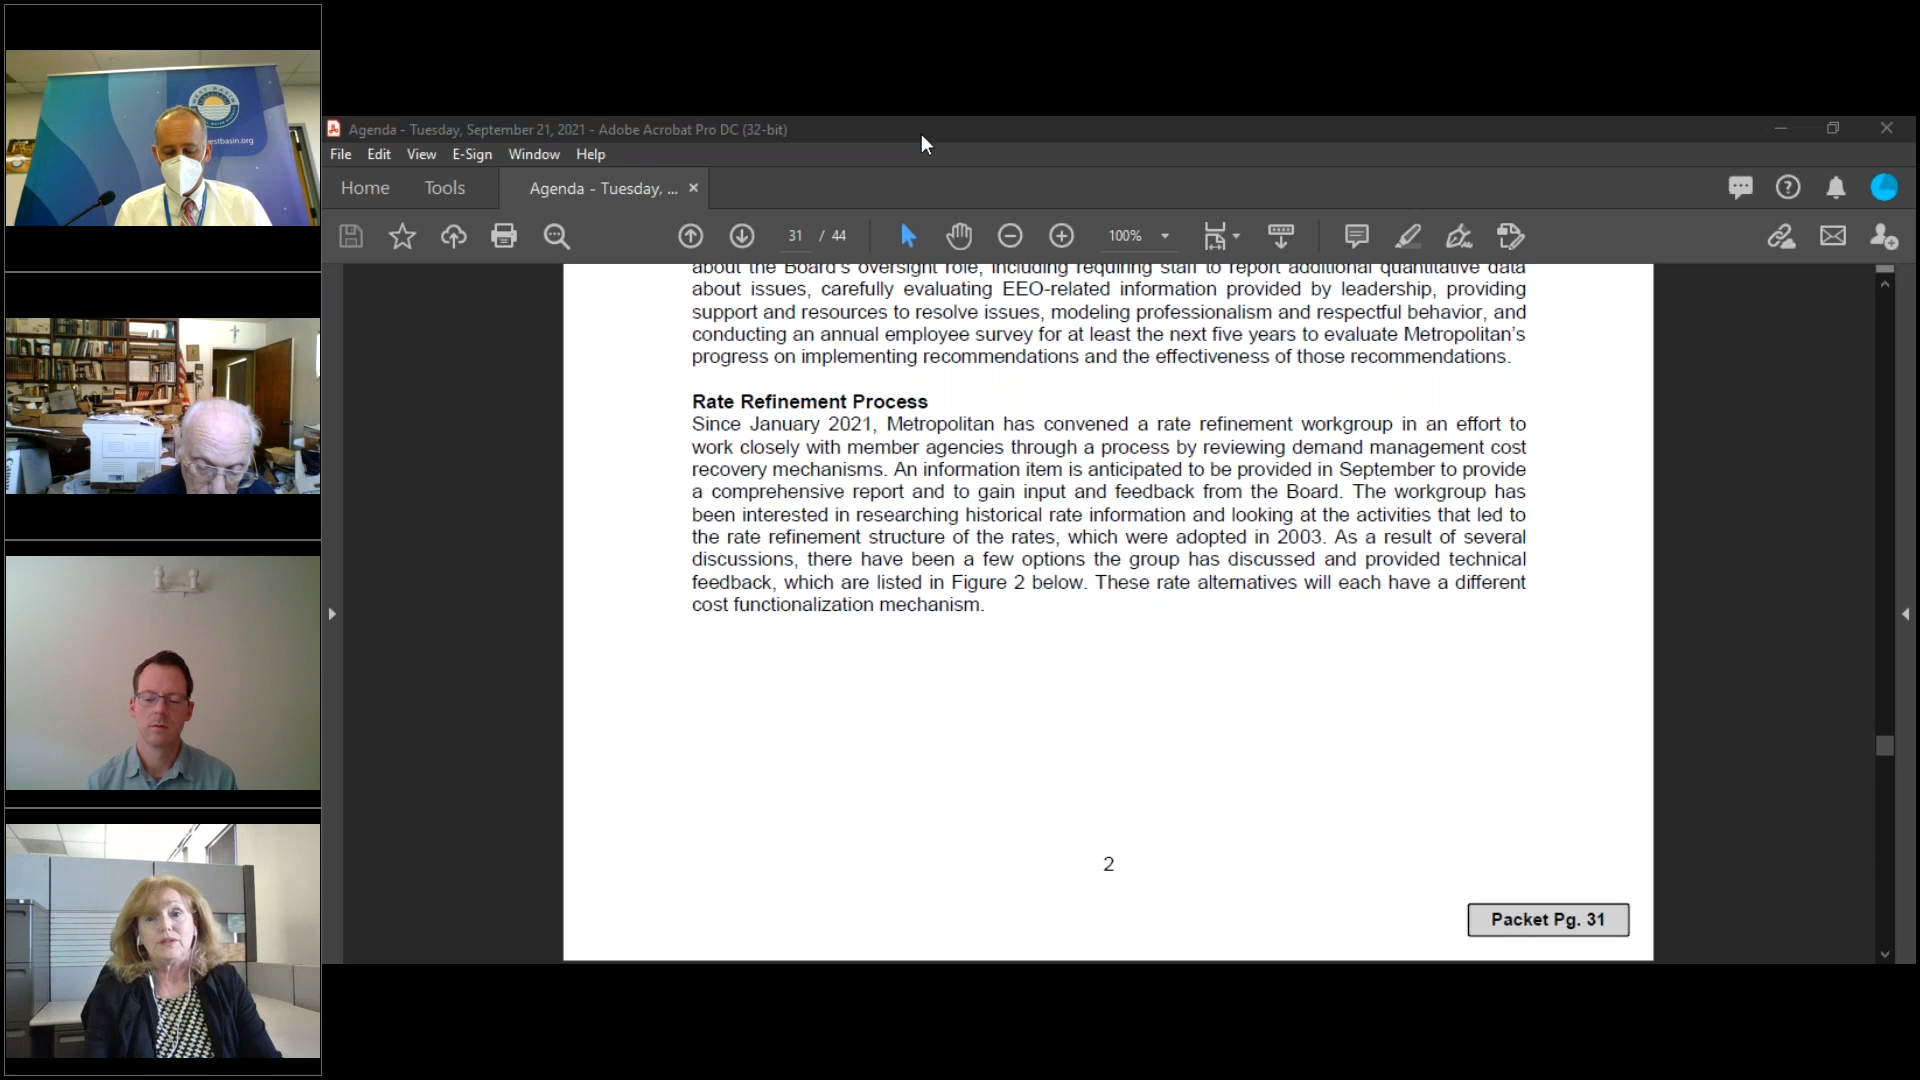 WEST BASIN
westbasin.org
Agenda - Tuesday, September 21, 2021 - Adobe Acrobat Pro DC (32-bit)
File Edit View E-Sign Window Help
Home Tools Agenda - Tuesday, ... ×
31 / 44 100%
about the Board's oversight role, including requiring staff to report additional quantitative data
about issues, carefully evaluating EEO-related information provided by leadership, providing
support and resources to resolve issues, modeling professionalism and respectful behavior, and
conducting an annual employee survey for at least the next five years to evaluate Metropolitan's
progress on implementing recommendations and the effectiveness of those recommendations.
Rate Refinement Process
Since January 2021, Metropolitan has convened a rate refinement workgroup in an effort to
work closely with member agencies through a process by reviewing demand management cost
recovery mechanisms. An information item is anticipated to be provided in September to provide
a comprehensive report and to gain input and feedback from the Board. The workgroup has
been interested in researching historical rate information and looking at the activities that led to
the rate refinement structure of the rates, which were adopted in 2003. As a result of several
discussions, there have been a few options the group has discussed and provided technical
feedback, which are listed in Figure 2 below. These rate alternatives will each have a different
cost functionalization mechanism.
2
Packet Pg. 31